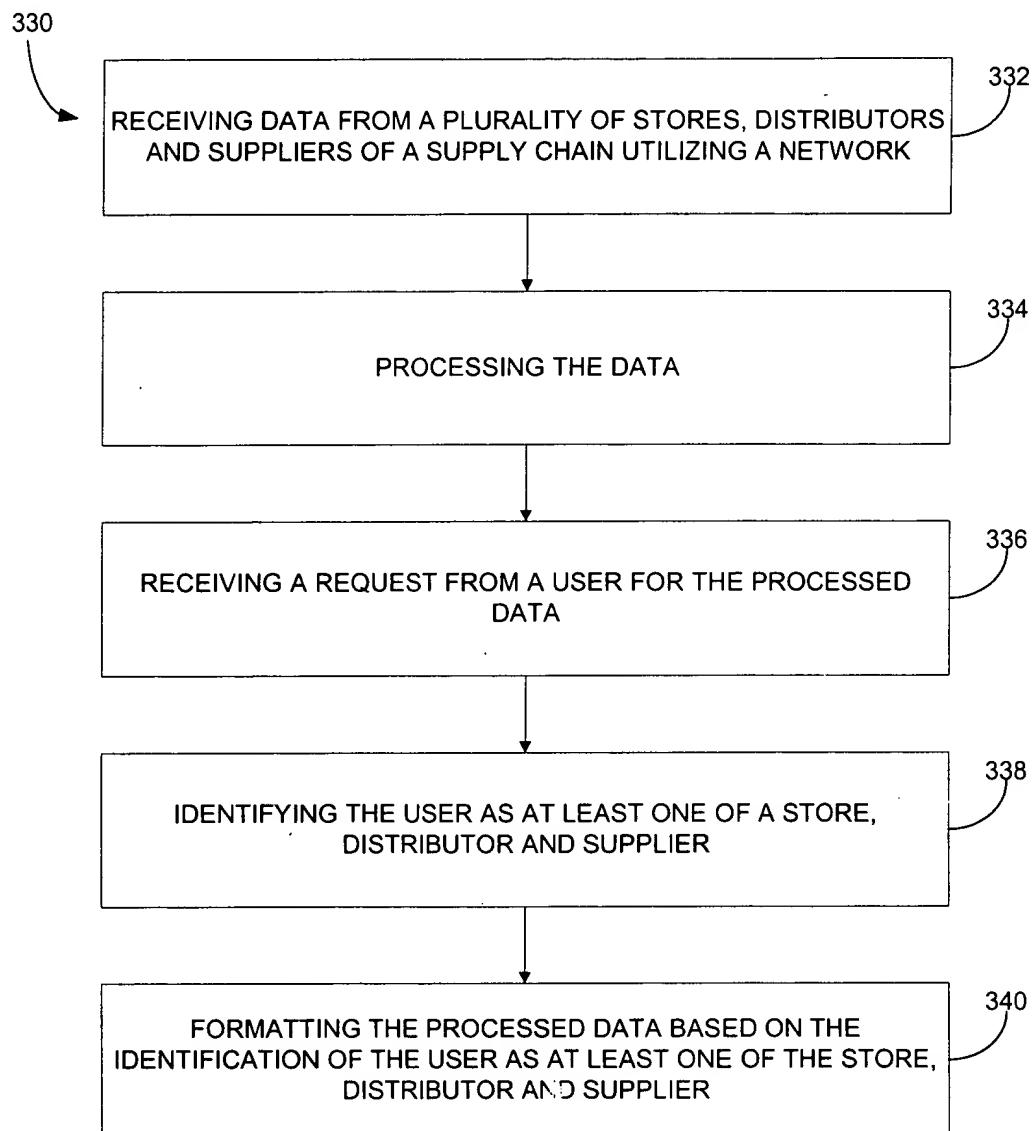 330
332
RECEIVING DATA FROM A PLURALITY OF STORES, DISTRIBUTORS
AND SUPPLIERS OF A SUPPLY CHAIN UTILIZING A NETWORK
334
PROCESSING THE DATA
336
RECEIVING A REQUEST FROM A USER FOR THE PROCESSED
DATA
338
IDENTIFYING THE USER AS AT LEAST ONE OF A STORE,
DISTRIBUTOR AND SUPPLIER
340
FORMATTING THE PROCESSED DATA BASED ON THE
IDENTIFICATION OF THE USER AS AT LEAST ONE OF THE STORE,
DISTRIBUTOR AND SUPPLIER